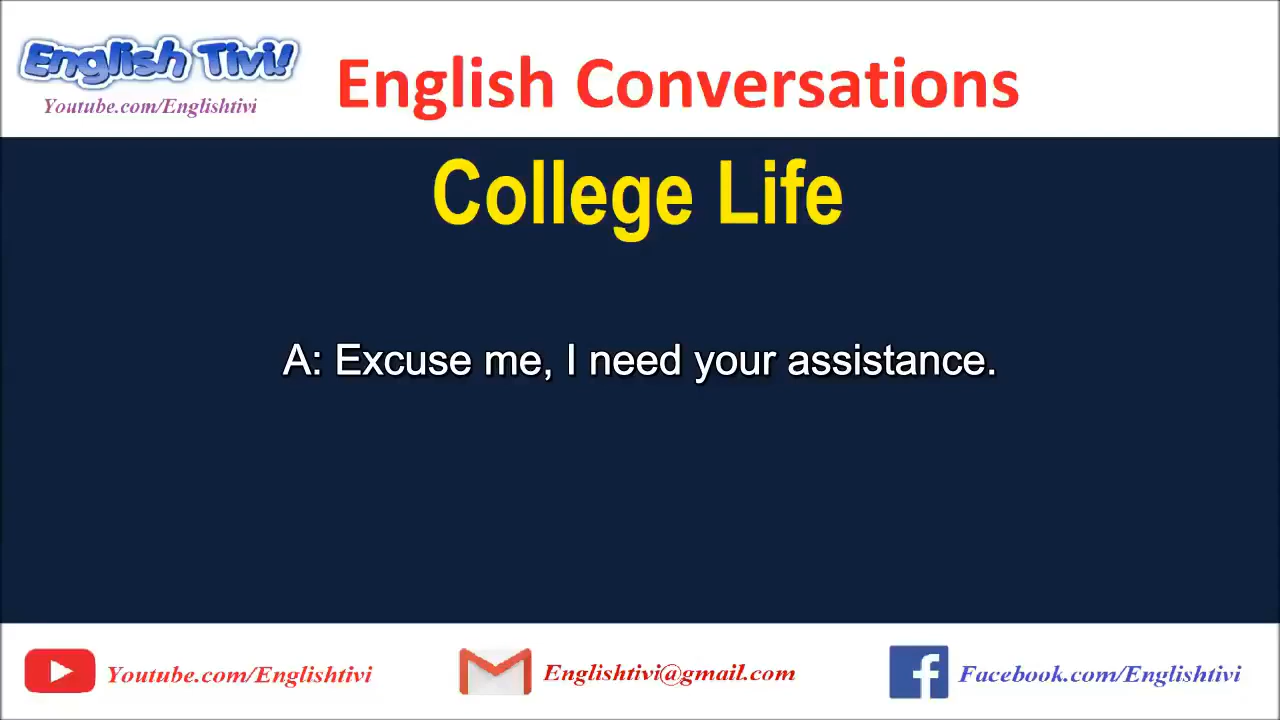 English Tivi!
Youtube.com/Englishtivi
English Conversations
College Life
A: Excuse me, I need your assistance.
Youtube.com/Englishtivi
Englishtivi@gmail.com
f
Facebook.com/Englishtivi